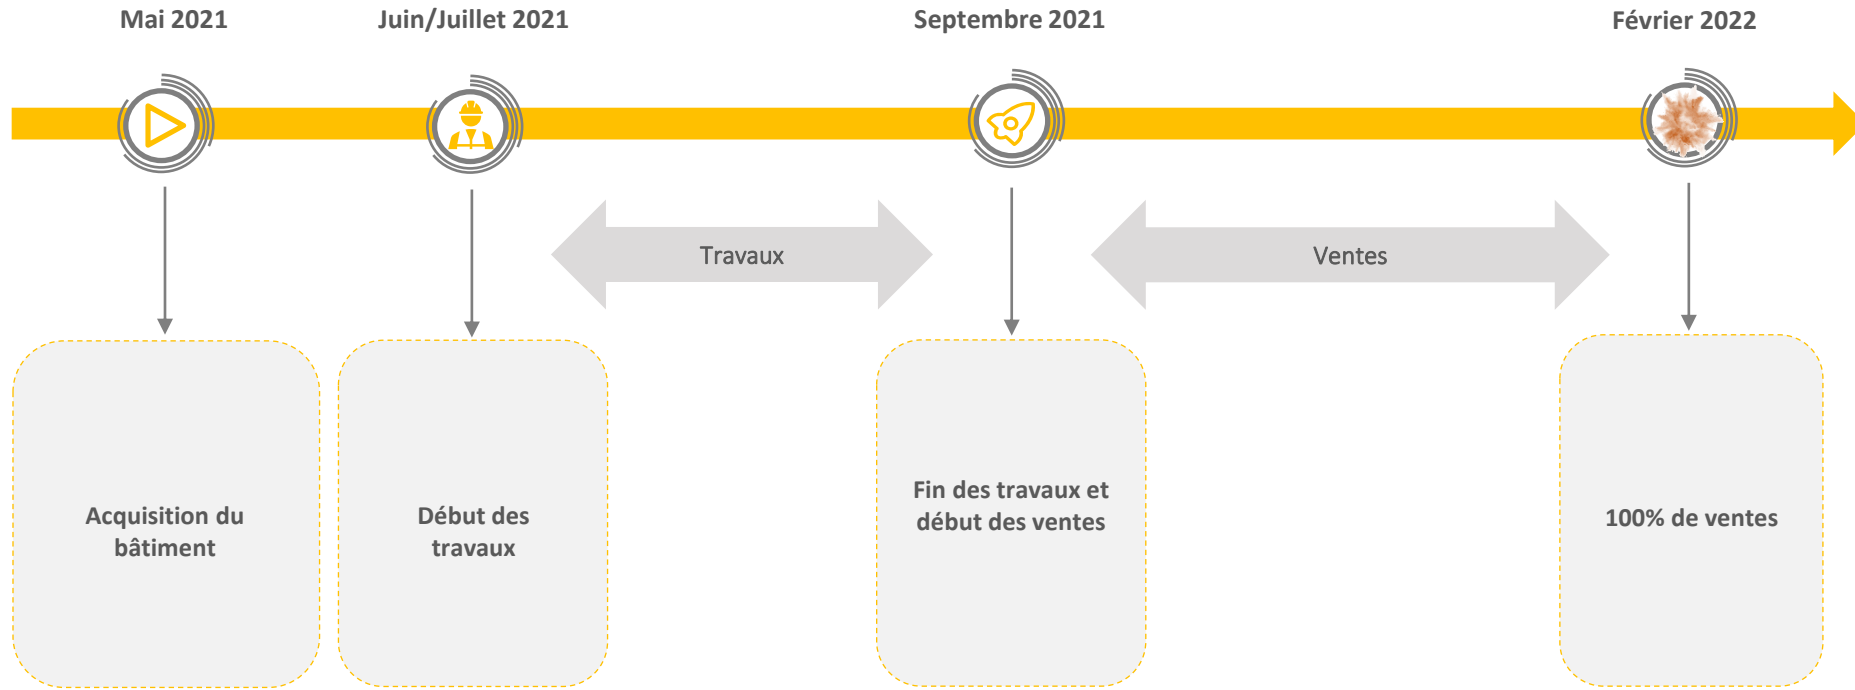 Mai 2021
Juin/Juillet 2021
Septembre 2021
Février 2022
Travaux
Ventes
Acquisition du
bâtiment
Début des
travaux
Fin des travaux et
début des ventes
100% de ventes